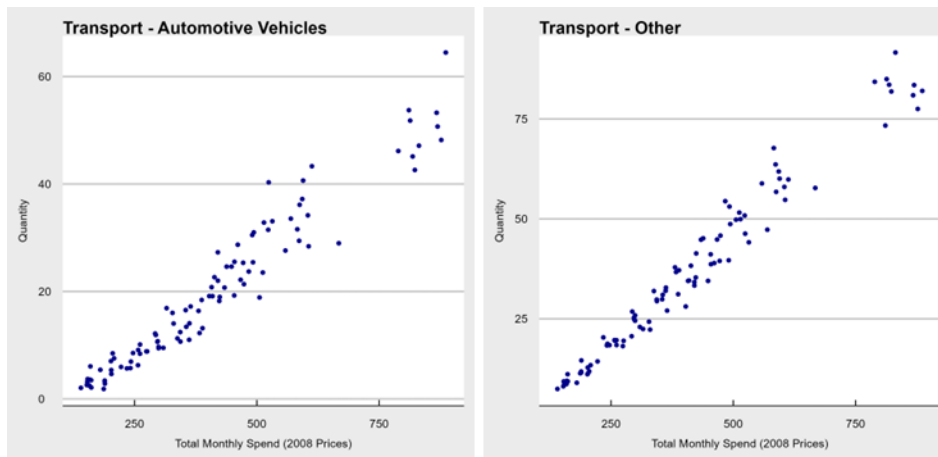 Transport - Automotive Vehicles
60
40
20
0
Quantity
250
500
750
Total Monthly Spend (2008 Prices)
Transport - Other
75
50
25
Quantity
250
500
750
Total Monthly Spend (2008 Prices)